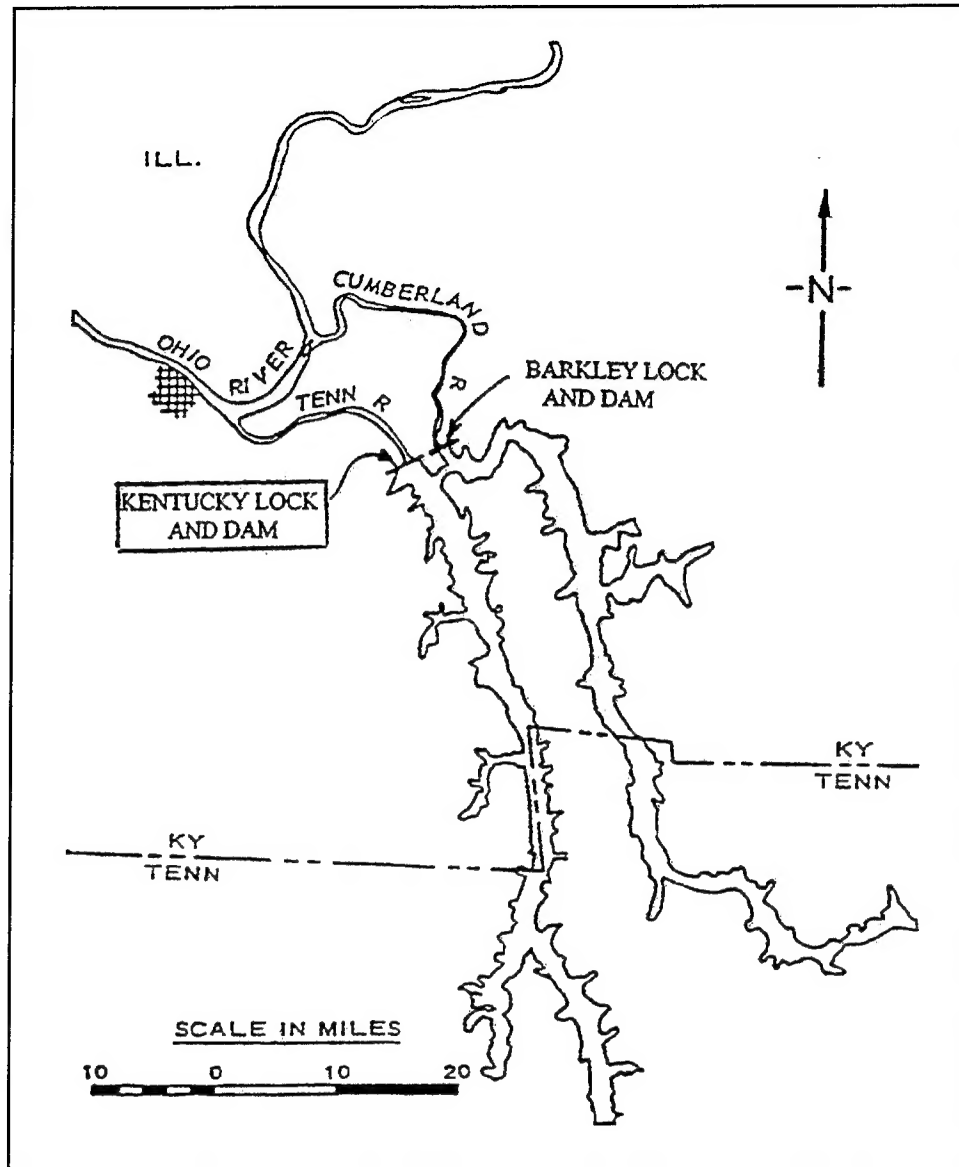 ILL.
CUMBERLAND
R
OHIO
RIVER
TENN R
N
BARKLEY LOCK
AND DAM
KENTUCKY LOCK
AND DAM
KY
TENN
KY
TENN
SCALE IN MILES
10 0 10 20